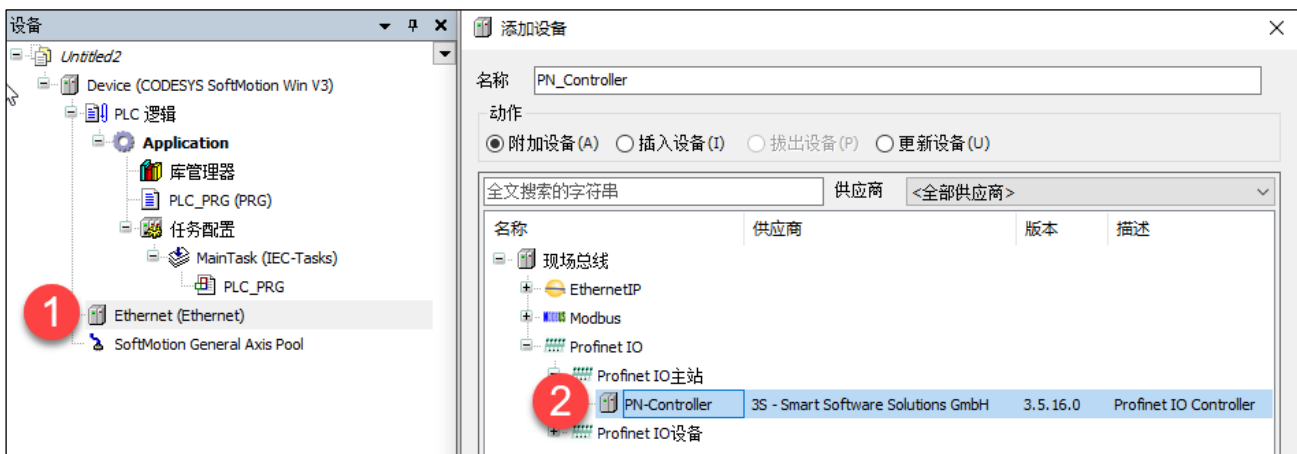 设备
Untitled2
Device (CODESYS SoftMotion Win V3)
PLC 逻辑
Application
库管理器
PLC_PRG (PRG)
任务配置
MainTask (IEC-Tasks)
PLC_PRG
1
Ethernet (Ethernet)
SoftMotion General Axis Pool
添加设备
名称 PN_Controller
动作
附加设备(A) 插入设备(I) 拔出设备(P) 更新设备(U)
全文搜索的字符串 供应商 <全部供应商>
名称 供应商 版本 描述
现场总线
EthernetIP
MODBUS Modbus
Profinet IO
Profinet IO主站
2
PN-Controller 3S - Smart Software Solutions GmbH 3.5.16.0 Profinet IO Controller
Profinet IO设备